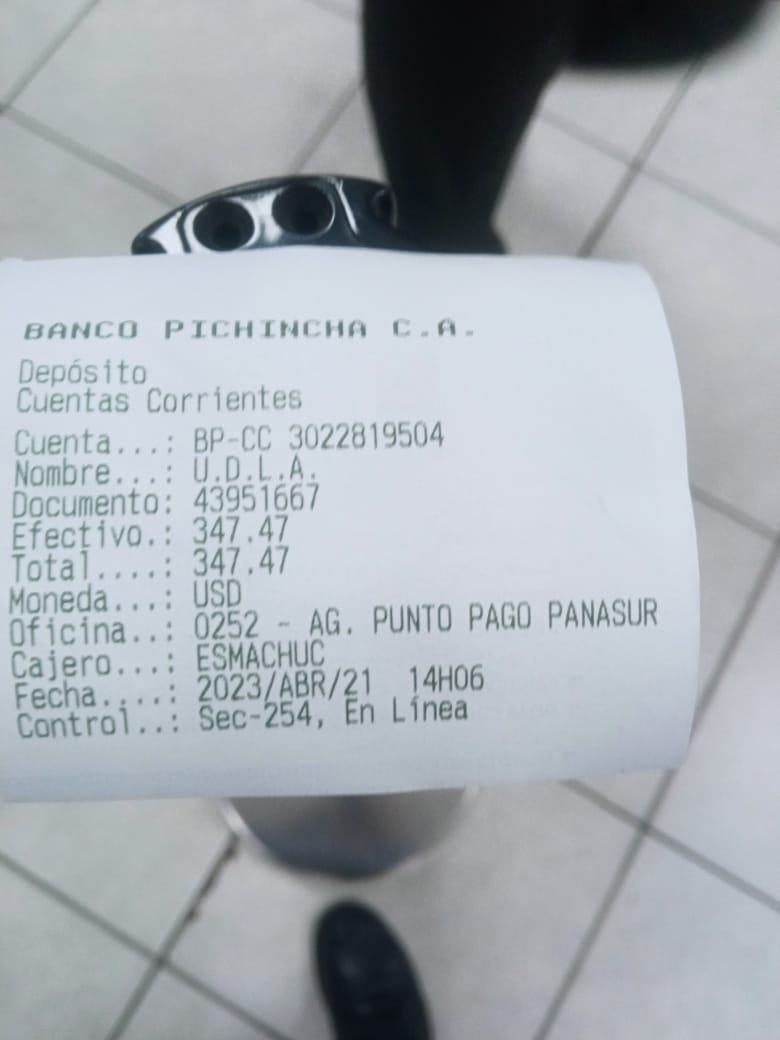 BANCO PICHINCHA C.A.
Depósito
Cuentas Corrientes
Cuenta...: BP-CC 3022819504
Nombre...: U.D.L.A.
Documento: 43951667
Efectivo.: 347.47
Total....: 347.47
Moneda...: USD
Oficina..: 0252 - AG. PUNTO PAGO PANASUR
Cajero...: ESMACHUC
Fecha....: 2023/ABR/21 14H06
Control..: Sec-254, En Línea